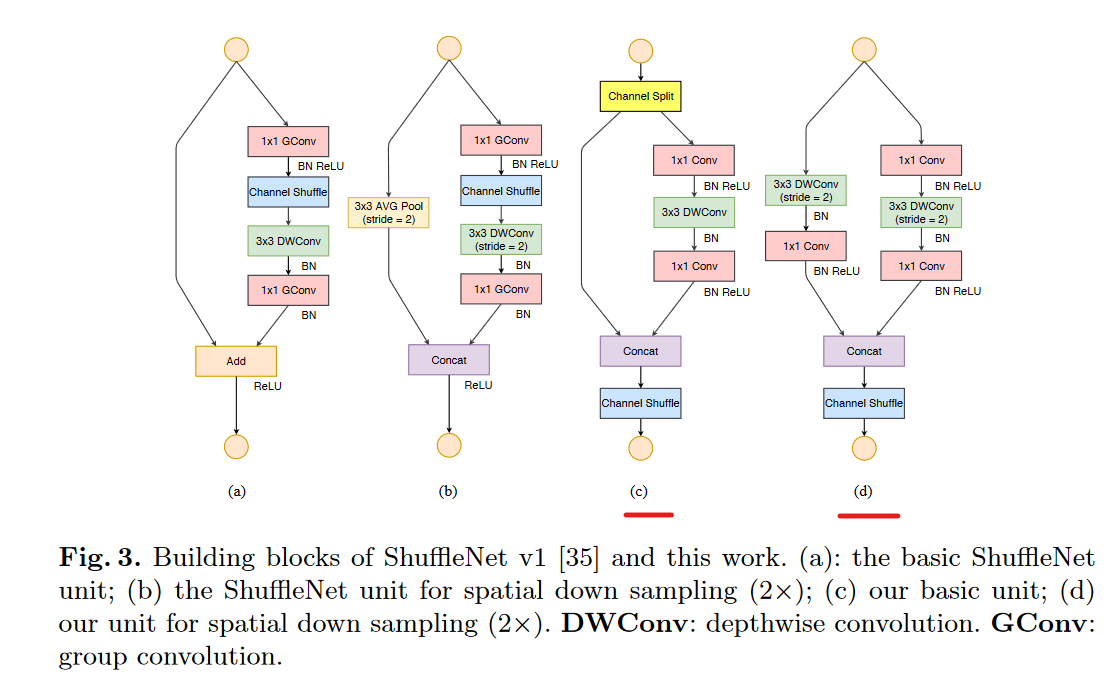 1x1 GConv
BN ReLU
Channel Shuffle
3x3 DWConv
BN
1x1 GConv
BN
Add
ReLU
(a)
1x1 GConv
BN ReLU
Channel Shuffle
3x3 AVG Pool
(stride = 2)
3x3 DWConv
(stride = 2)
BN
1x1 GConv
BN
Concat
ReLU
(b)
Channel Split
1x1 Conv
BN ReLU
3x3 DWConv
BN
1x1 Conv
BN ReLU
Concat
Channel Shuffle
(c)
3x3 DWConv
(stride = 2)
BN
1x1 Conv
BN ReLU
1x1 Conv
BN ReLU
3x3 DWConv
(stride = 2)
BN
1x1 Conv
BN ReLU
Concat
Channel Shuffle
(d)
Fig. 3. Building blocks of ShuffleNet v1 [35] and this work. (a): the basic ShuffleNet
unit; (b) the ShuffleNet unit for spatial down sampling (2×); (c) our basic unit; (d)
our unit for spatial down sampling (2×). DWConv: depthwise convolution. GConv:
group convolution.